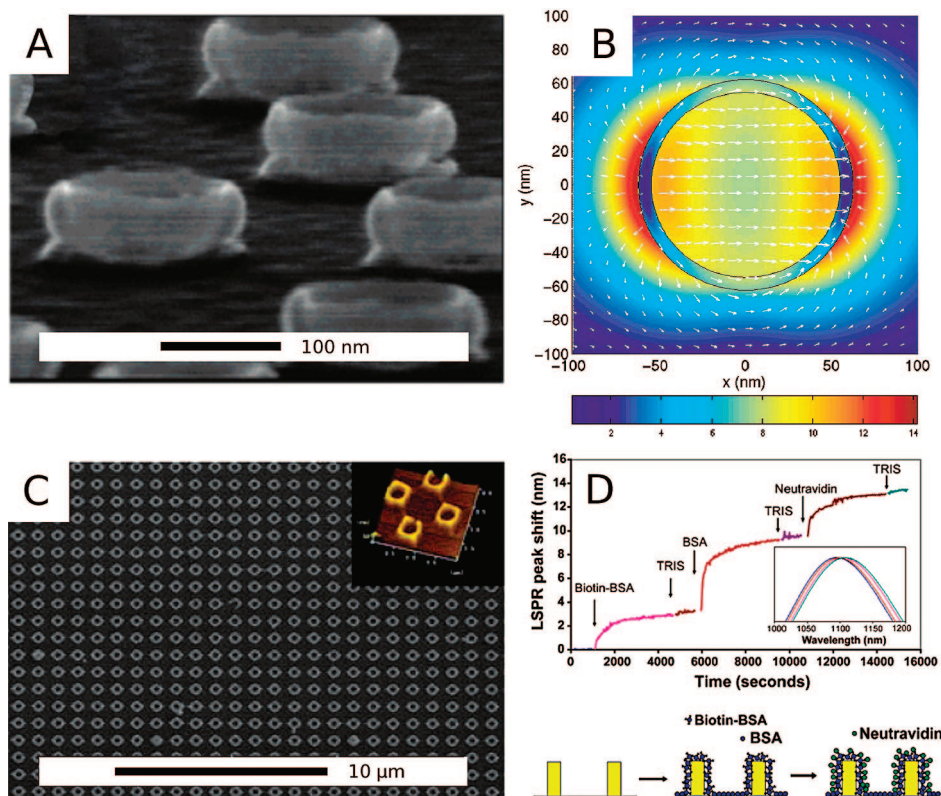 A
100 nm
B
100
80
60
40
20
0
−20
−40
−60
−80
−100
y (nm)
−100 −50 0 50 100
x (nm)
2 4 6 8 10 12 14
C
10 µm
D
16
14
12
10
8
6
4
2
0
LSPR peak shift (nm)
Biotin-BSA
TRIS
BSA
TRIS
Neutravidin
TRIS
1000 1050 1100 1150 1200
Wavelength (nm)
0 2000 4000 6000 8000 10000 12000 14000 16000
Time (seconds)
Biotin-BSA
BSA
Neutravidin